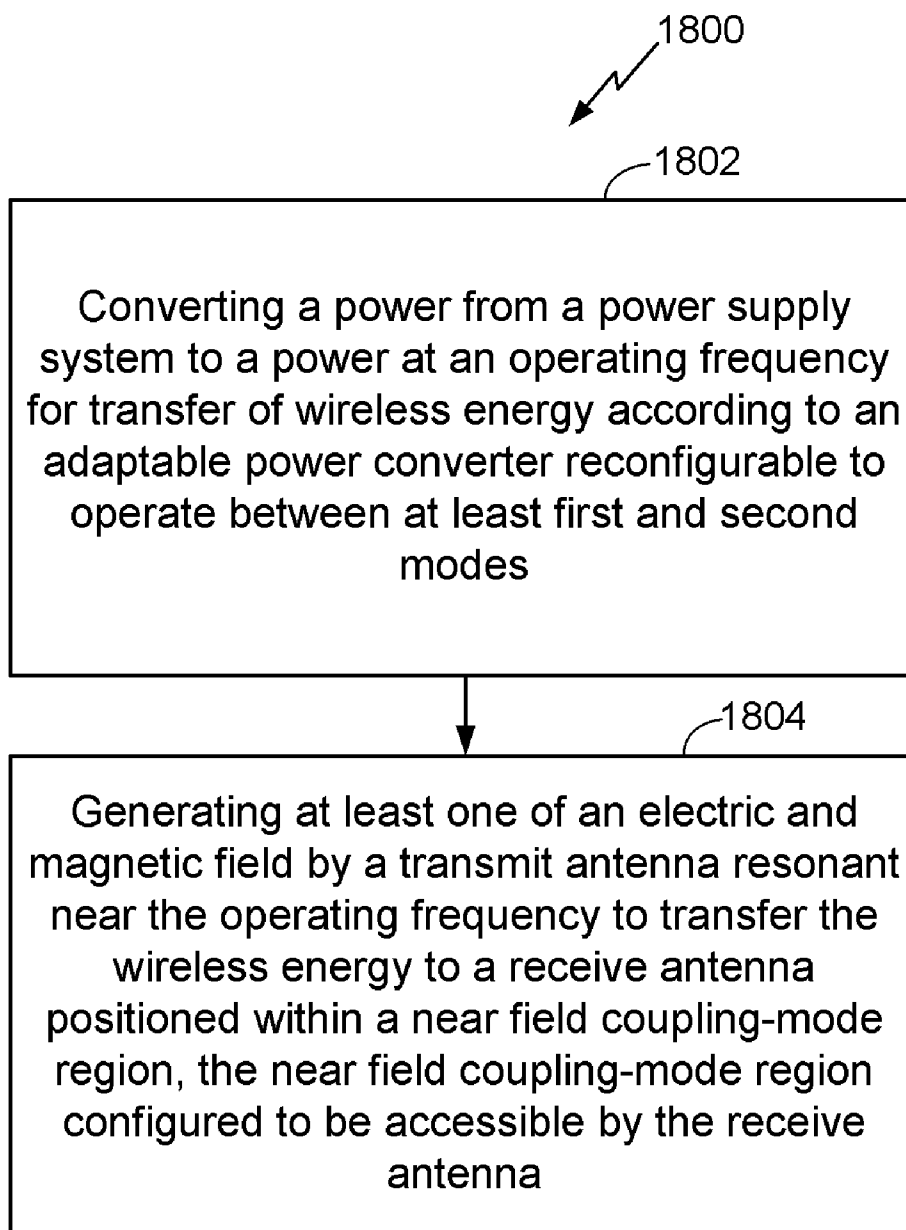 1800
1802
Converting a power from a power supply
system to a power at an operating frequency
for transfer of wireless energy according to an
adaptable power converter reconfigurable to
operate between at least first and second
modes
1804
Generating at least one of an electric and
magnetic field by a transmit antenna resonant
near the operating frequency to transfer the
wireless energy to a receive antenna
positioned within a near field coupling-mode
region, the near field coupling-mode region
configured to be accessible by the receive
antenna